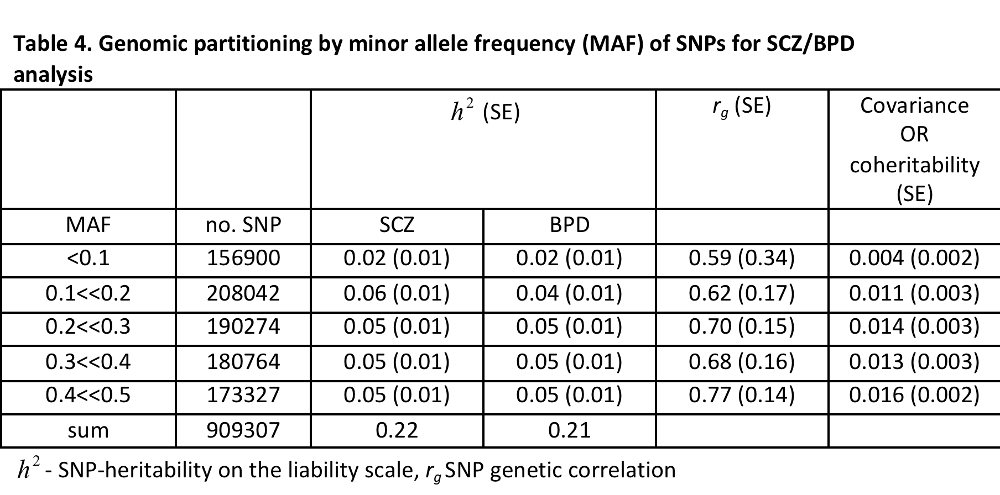 Table 4. Genomic partitioning by minor allele frequency (MAF) of SNPs for SCZ/BPD
analysis
h² (SE) rg (SE) Covariance
OR
coheritability
(SE)
MAF no. SNP SCZ BPD
<0.1 156900 0.02 (0.01) 0.02 (0.01) 0.59 (0.34) 0.004 (0.002)
0.1<<0.2 208042 0.06 (0.01) 0.04 (0.01) 0.62 (0.17) 0.011 (0.003)
0.2<<0.3 190274 0.05 (0.01) 0.05 (0.01) 0.70 (0.15) 0.014 (0.003)
0.3<<0.4 180764 0.05 (0.01) 0.05 (0.01) 0.68 (0.16) 0.013 (0.003)
0.4<<0.5 173327 0.05 (0.01) 0.05 (0.01) 0.77 (0.14) 0.016 (0.002)
sum 909307 0.22 0.21
h² - SNP-heritability on the liability scale, rg SNP genetic correlation